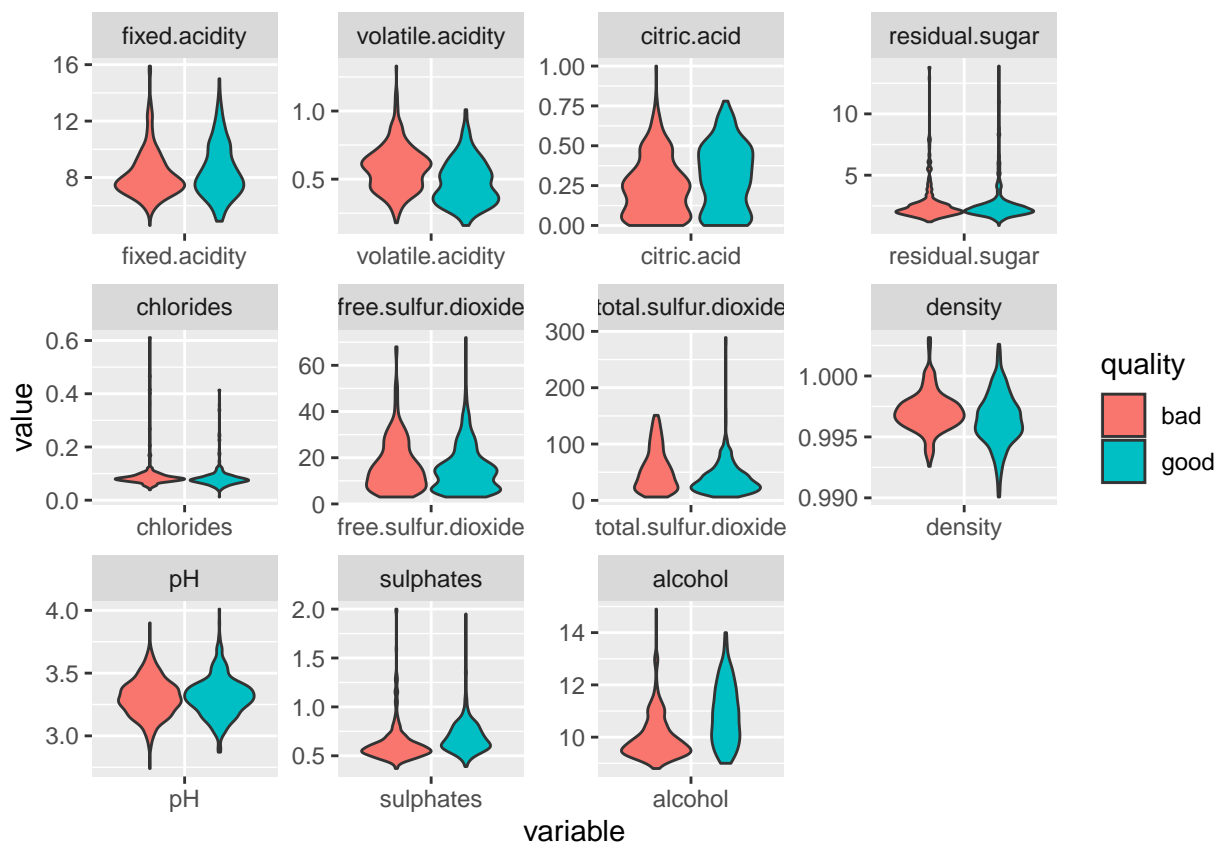 fixed.acidity
volatile.acidity
citric.acid
residual.sugar
16
12
8
1.0
0.5
1.00
0.75
0.50
0.25
0.00
10
5
fixed.acidity
volatile.acidity
citric.acid
residual.sugar
chlorides
free.sulfur.dioxide
total.sulfur.dioxide
density
0.6
0.4
0.2
0.0
60
40
20
0
300
200
100
0
1.000
0.995
0.990
chlorides
free.sulfur.dioxide
total.sulfur.dioxide
density
pH
sulphates
alcohol
4.0
3.5
3.0
2.0
1.5
1.0
0.5
14
12
10
pH
sulphates
alcohol
value
variable
quality
bad
good